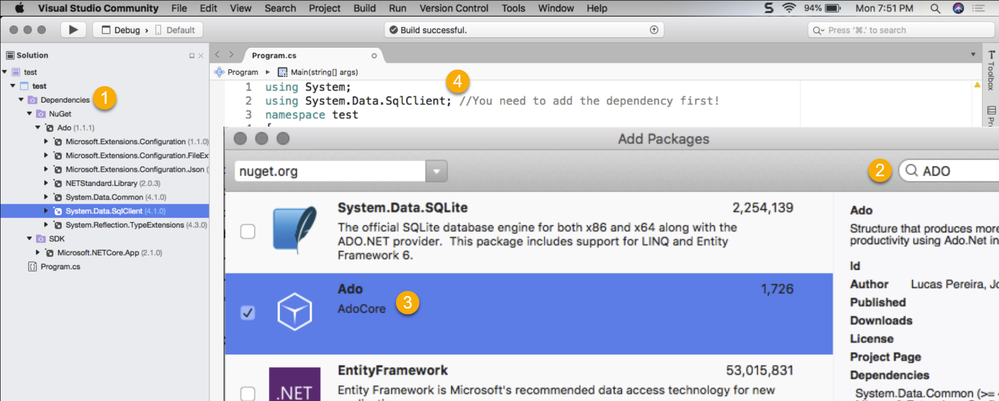 Visual Studio Community File Edit View Search Project Build Run Version Control Tools Window Help 94% Mon 7:51 PM
Debug › Default
Build successful.
Press '⌘.' to search
Solution
test
test
Dependencies
1
NuGet
Ado (1.1.1)
Microsoft.Extensions.Configuration (1.1.0)
Microsoft.Extensions.Configuration.FileEx
Microsoft.Extensions.Configuration.Json (
NETStandard.Library (2.0.3)
System.Data.Common (4.1.0)
System.Data.SqlClient (4.1.0)
System.Reflection.TypeExtensions (4.3.0)
SDK
Microsoft.NETCore.App (2.1.0)
Program.cs
Program.cs
Program Main(string[] args)
4
1 using System;
2 using System.Data.SqlClient; //You need to add the dependency first!
3 namespace test
Toolbox
Add Packages
nuget.org
2
ADO
System.Data.SQLite 2,254,139
The official SQLite database engine for both x86 and x64 along with the
ADO.NET provider. This package includes support for LINQ and Entity
Framework 6.
Ado 1,726
AdoCore
3
EntityFramework 53,015,831
.NET
Entity Framework is Microsoft's recommended data access technology for new
Ado
Structure that produces more
productivity using Ado.Net in
Id
Author Lucas Pereira, Jo
Published
Downloads
License
Project Page
Dependencies
System.Data.Common (>=